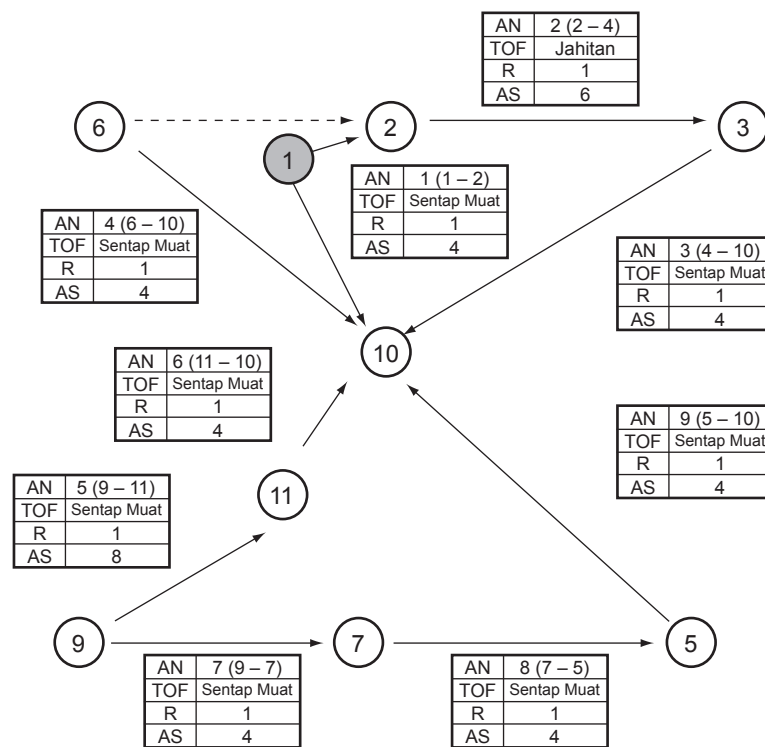 AN 2 (2 – 4)
TOF Jahitan
R 1
AS 6
6
2
3
1
AN 1 (1 – 2)
TOF Sentap Muat
R 1
AS 4
AN 4 (6 – 10)
TOF Sentap Muat
R 1
AS 4
AN 3 (4 – 10)
TOF Sentap Muat
R 1
AS 4
10
AN 6 (11 – 10)
TOF Sentap Muat
R 1
AS 4
AN 9 (5 – 10)
TOF Sentap Muat
R 1
AS 4
AN 5 (9 – 11)
TOF Sentap Muat
R 1
AS 8
11
9
7
5
AN 7 (9 – 7)
TOF Sentap Muat
R 1
AS 4
AN 8 (7 – 5)
TOF Sentap Muat
R 1
AS 4